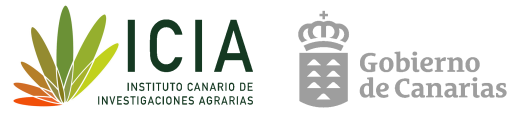 ICIA
INSTITUTO CANARIO DE
INVESTIGACIONES AGRARIAS
Gobierno
de Canarias